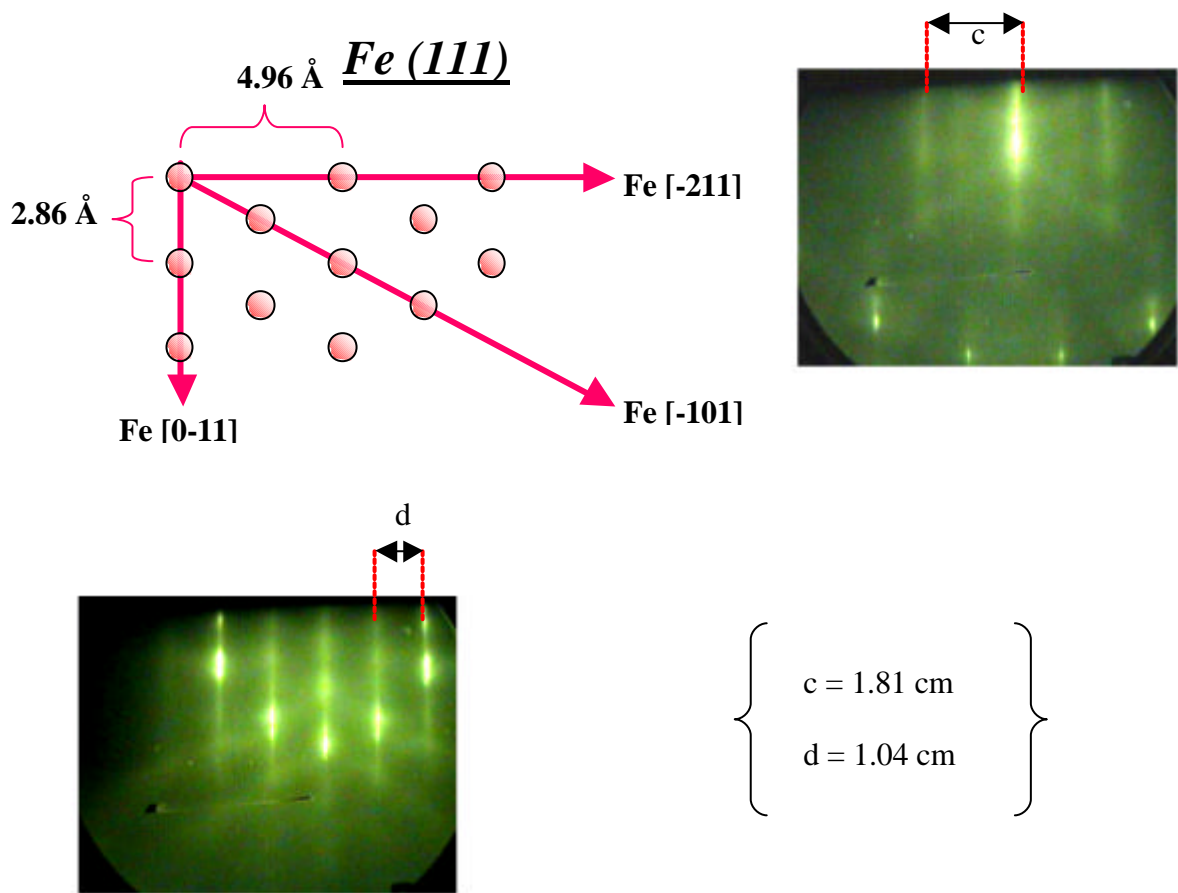 Fe (111)
4.96 Å
c
Fe [-211]
2.86 Å
Fe [-101]
Fe [0-11]
d
c = 1.81 cm
d = 1.04 cm